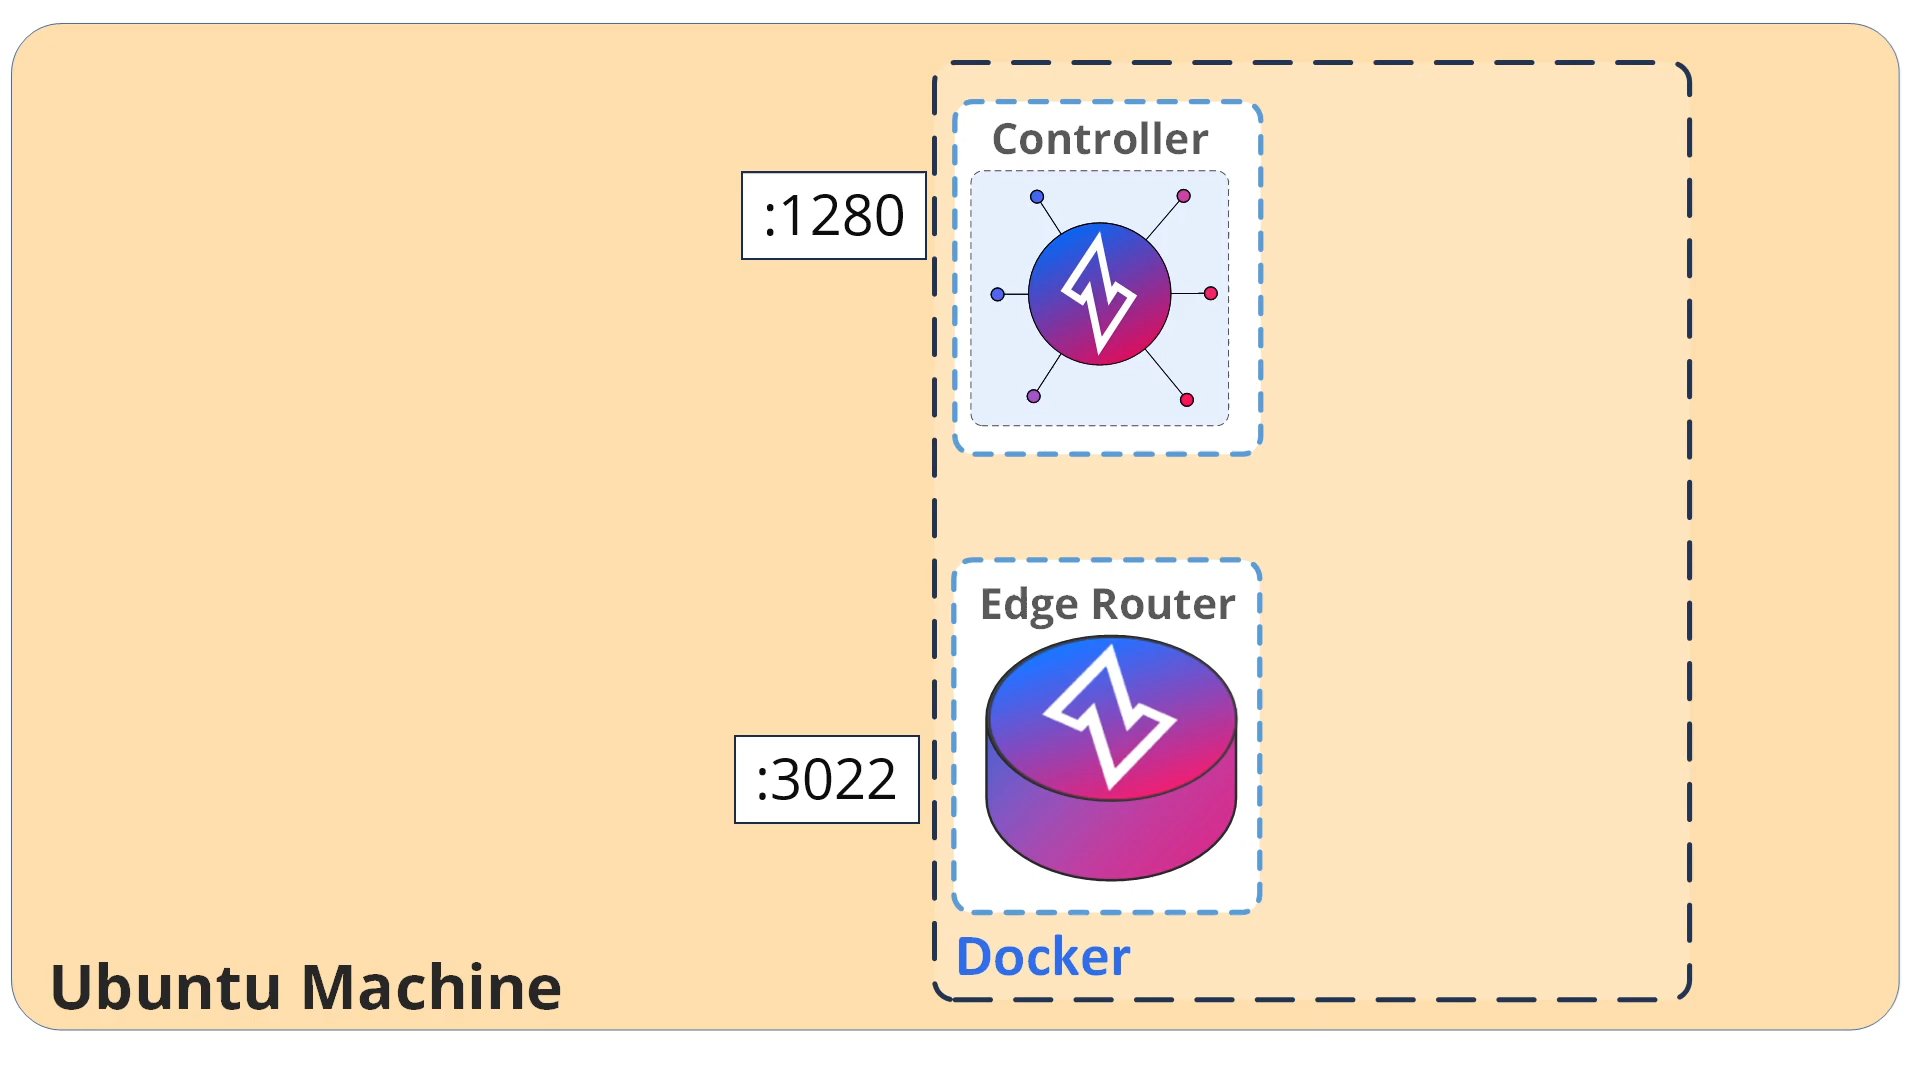 Controller
:1280
Edge Router
:3022
Docker
Ubuntu Machine